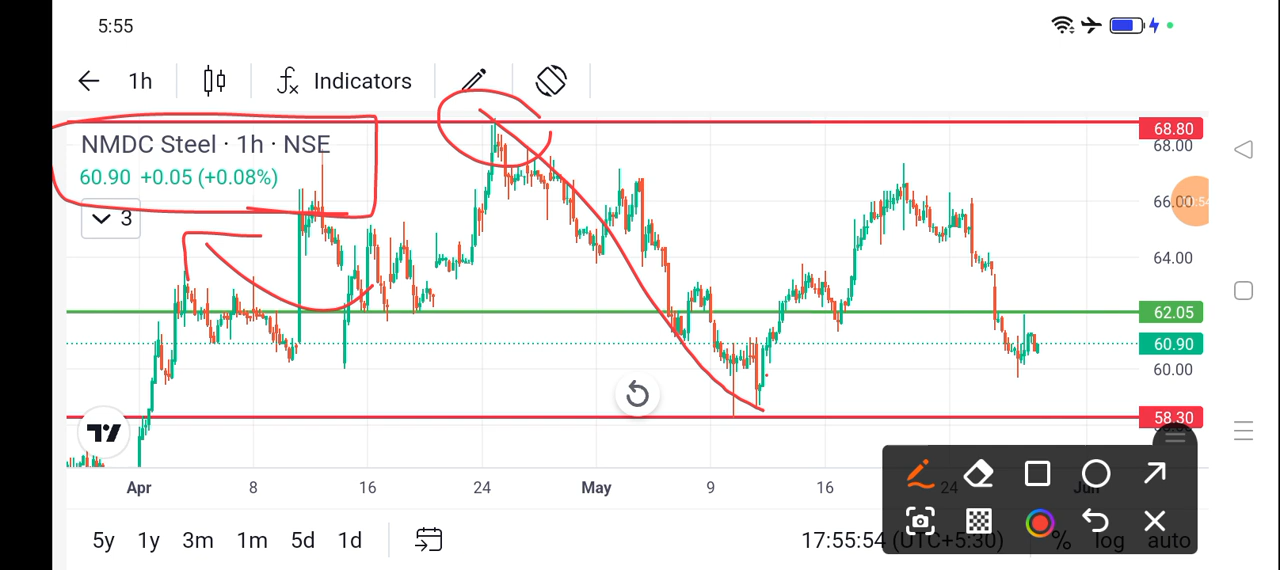 5:55
1h
Indicators
NMDC Steel · 1h · NSE
60.90 +0.05 (+0.08%)
3
68.80
68.00
66.00
64.00
62.05
60.90
60.00
58.30
Apr 8 16 24 May 9 16 24 Jun
5y 1y 3m 1m 5d 1d
17:55:54 (UTC+5:30) % log auto